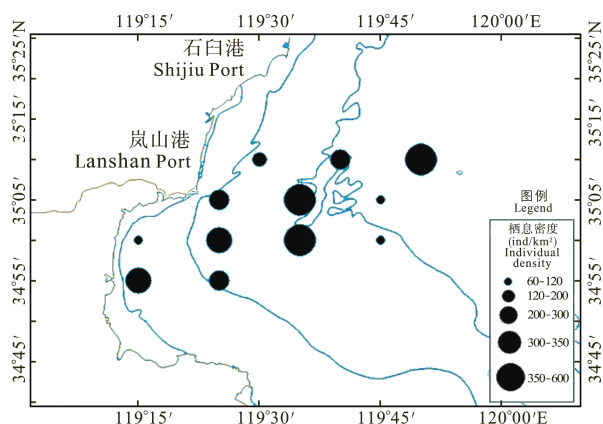 119°15′ 119°30′ 119°45′ 120°00′E
35°25′N
35°15′
35°05′
34°55′
34°45′
石臼港
Shijiu Port
岚山港
Lanshan Port
35°25′N
35°15′
35°05′
34°55′
34°45′
图例
Legend
栖息密度
(ind/km²)
Individual
density
60-120
120-200
200-300
300-350
350-600
119°15′ 119°30′ 119°45′ 120°00′E